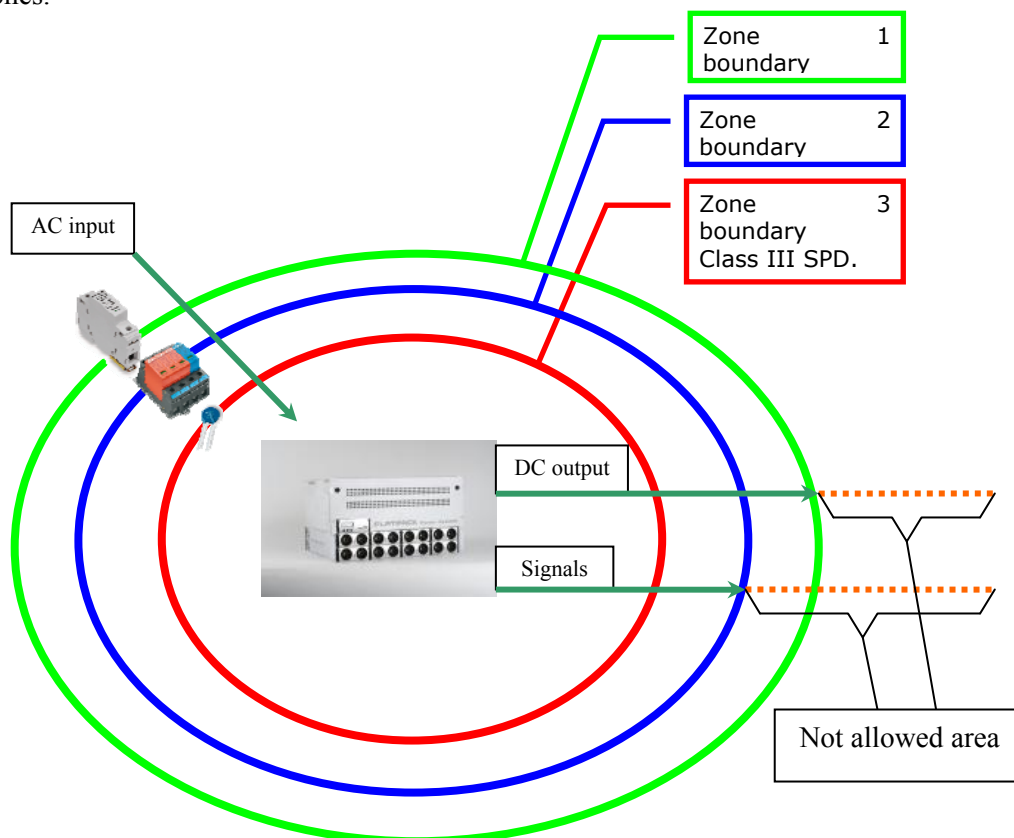 Zone 1
boundary
Zone 2
boundary
Zone 3
boundary
Class III SPD.
AC input
DC output
Signals
Not allowed area